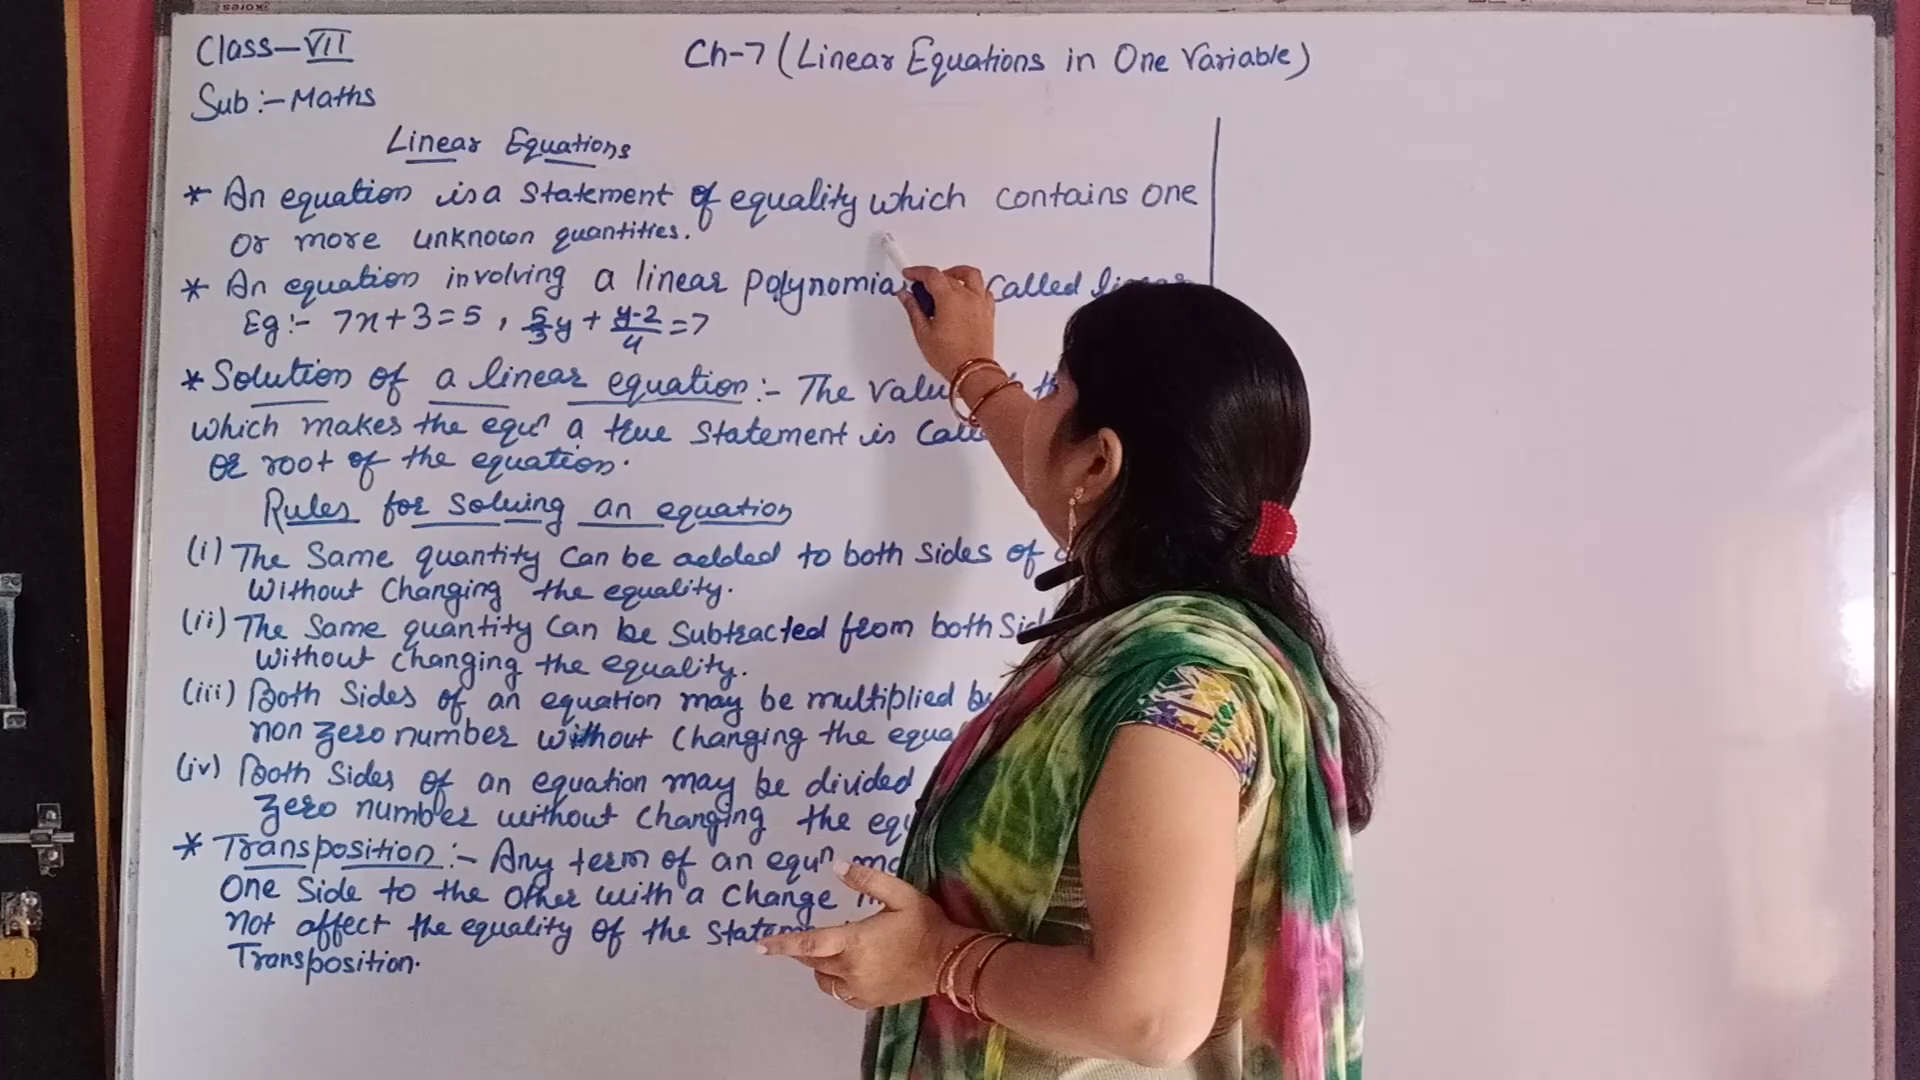 Class-VII
Ch-7 (Linear Equations in One Variable)
Sub:- Maths
Linear Equations
* An equation is a statement of equality which contains one
or more unknown quantities.
* An equation involving a linear polynomia called linear
Eg:- 7x+3=5, 5/3 y + y-2/4 =7
* Solution of a linear equation:- The Valu
which makes the equⁿ a true statement is Call
or root of the equation.
Rules for solving an equation
(i) The Same quantity Can be added to both sides of
Without Changing the equality.
(ii) The Same quantity Can be Subtracted from both Sid
Without Changing the equality.
(iii) Both Sides of an equation may be multiplied by
non zero number without Changing the equa
(iv) Both Sides of an equation may be divided
zero number without Changing the equ
* Transposition:- Any term of an equⁿ ma
One Side to the other with a Change in
not affect the equality of the statem
Transposition.